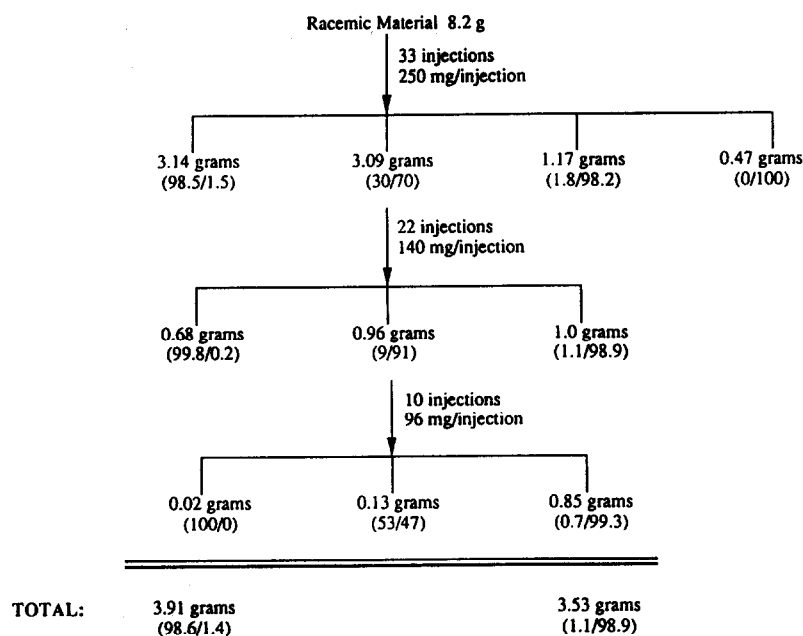 Racemic Material 8.2 g
33 injections
250 mg/injection
3.14 grams
(98.5/1.5)
3.09 grams
(30/70)
1.17 grams
(1.8/98.2)
0.47 grams
(0/100)
22 injections
140 mg/injection
0.68 grams
(99.8/0.2)
0.96 grams
(9/91)
1.0 grams
(1.1/98.9)
10 injections
96 mg/injection
0.02 grams
(100/0)
0.13 grams
(53/47)
0.85 grams
(0.7/99.3)
TOTAL:
3.91 grams
(98.6/1.4)
3.53 grams
(1.1/98.9)